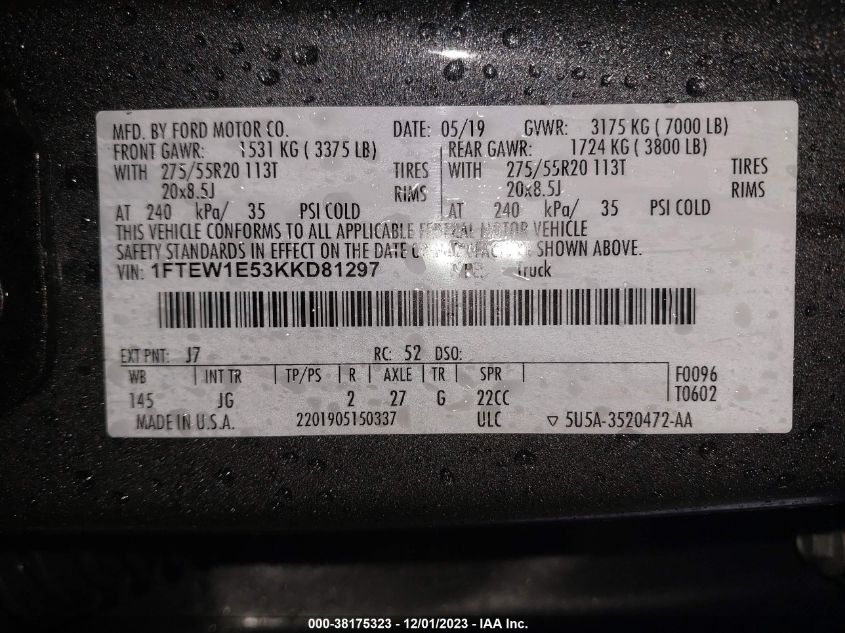 MFD. BY FORD MOTOR CO. DATE: 05/19 GVWR: 3175 KG ( 7000 LB)
FRONT GAWR: 1531 KG ( 3375 LB) REAR GAWR: 1724 KG ( 3800 LB)
WITH 275/55R20 113T TIRES WITH 275/55R20 113T TIRES
20x8.5J RIMS 20x8.5J RIMS
AT 240 kPa/ 35 PSI COLD AT 240 kPa/ 35 PSI COLD
THIS VEHICLE CONFORMS TO ALL APPLICABLE FEDERAL MOTOR VEHICLE
SAFETY STANDARDS IN EFFECT ON THE DATE OF SHOWN ABOVE.
VIN: 1FTEW1E53KKD81297 TYPE: Truck
EXT PNT: J7 RC: 52 DSO:
WB INT TR TP/PS R AXLE TR SPR F0096
145 JG 2 27 G 22CC T0602
MADE IN U.S.A. 2201905150337 ULC ▽ 5U5A-3520472-AA
000-38175323 - 12/01/2023 - IAA Inc.